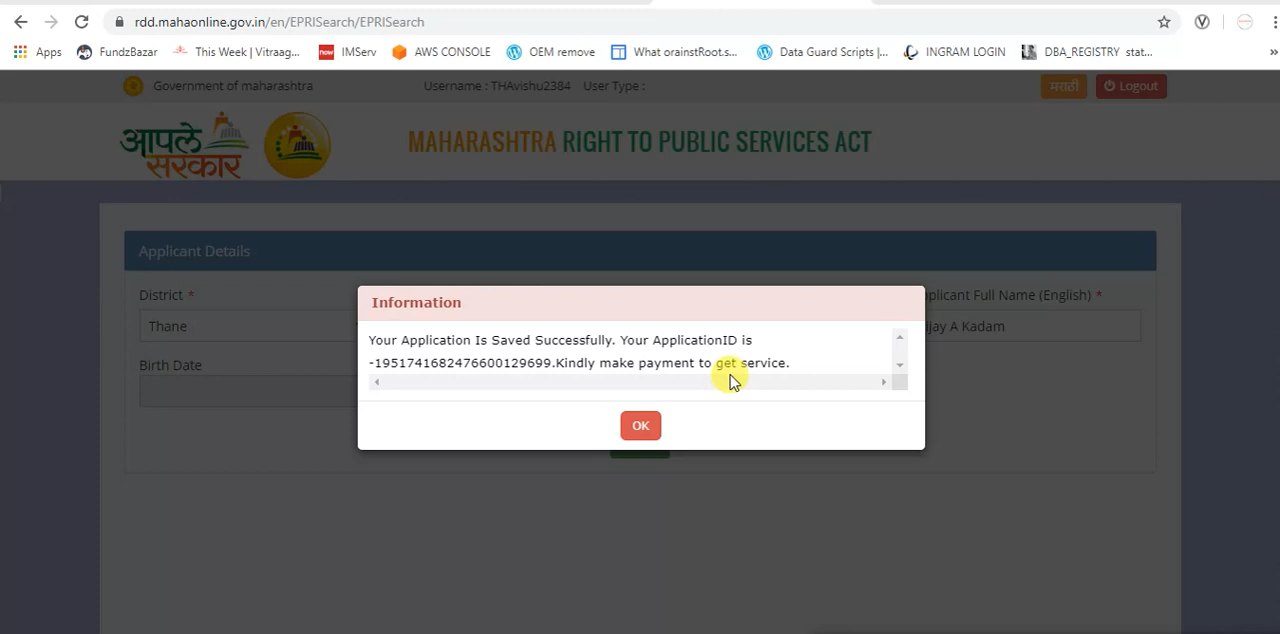 rdd.mahaonline.gov.in/en/EPRISearch/EPRISearch
Apps FundzBazar This Week | Vitraag... now IMServ AWS CONSOLE OEM remove What orainstRoot.s... Data Guard Scripts |... INGRAM LOGIN DBA_REGISTRY stat... »
Government of maharashtra Username : THAvishu2384 User Type : मराठी Logout
आपले सरकार
MAHARASHTRA RIGHT TO PUBLIC SERVICES ACT
Applicant Details
District * plicant Full Name (English) *
Thane jay A Kadam
Birth Date
Information
Your Application Is Saved Successfully. Your ApplicationID is
-1951741682476600129699.Kindly make payment to get service.
OK